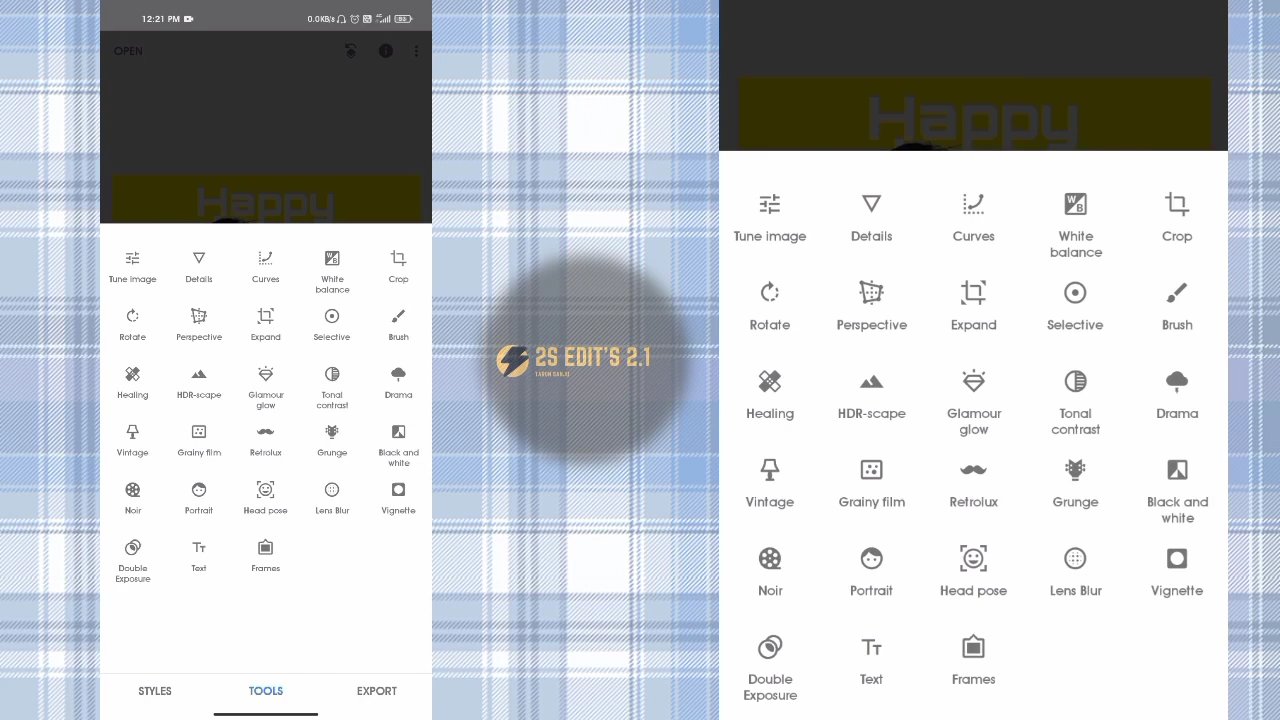 12:21 PM
0.0KB/s
53
OPEN
Happy
Tune image
Details
Curves
White balance
Crop
Rotate
Perspective
Expand
Selective
Brush
Healing
HDR-scape
Glamour glow
Tonal contrast
Drama
Vintage
Grainy film
Retrolux
Grunge
Black and white
Noir
Portrait
Head pose
Lens Blur
Vignette
Double Exposure
Text
Frames
STYLES
TOOLS
EXPORT
2S EDIT'S 2.1
Happy
Tune image
Details
Curves
White balance
Crop
Rotate
Perspective
Expand
Selective
Brush
Healing
HDR-scape
Glamour glow
Tonal contrast
Drama
Vintage
Grainy film
Retrolux
Grunge
Black and white
Noir
Portrait
Head pose
Lens Blur
Vignette
Double Exposure
Text
Frames